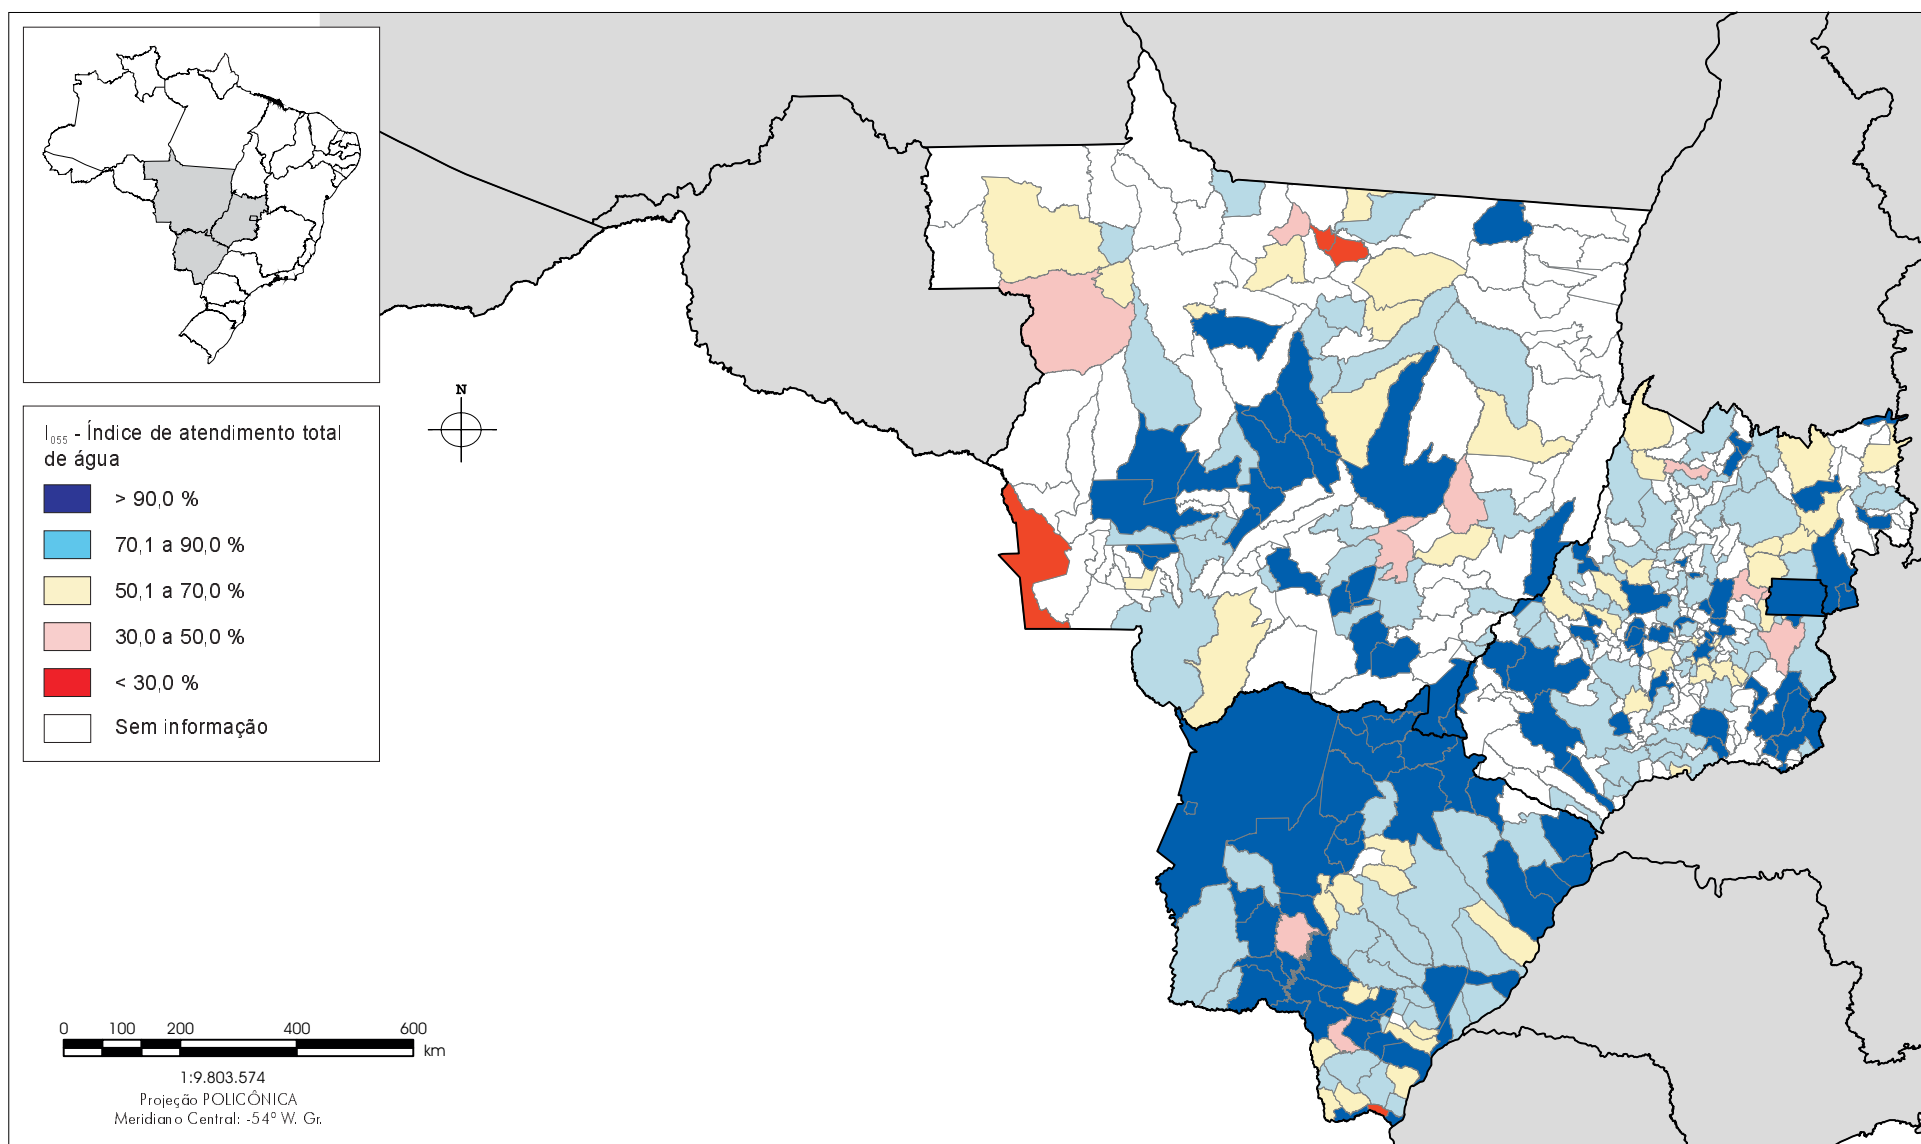 N
I055 - Índice de atendimento total
de água
> 90,0 %
70,1 a 90,0 %
50,1 a 70,0 %
30,0 a 50,0 %
< 30,0 %
Sem informação
0 100 200 400 600
km
1:9.803.574
Projeção POLICÔNICA
Meridiano Central: -54º W. Gr.